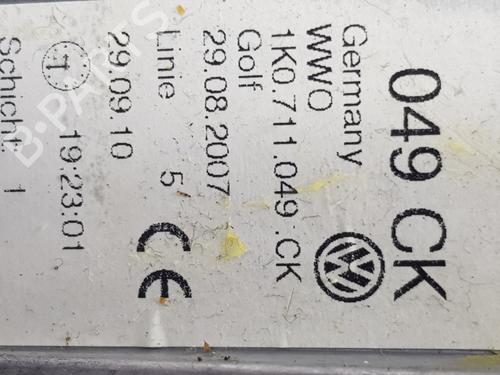 049 CK
Germany
WWO
1K0.711.049 .CK
Golf
29.08.2007
Linie 5
29.09.10
19:23:01
Schicht 1
B-PARTS